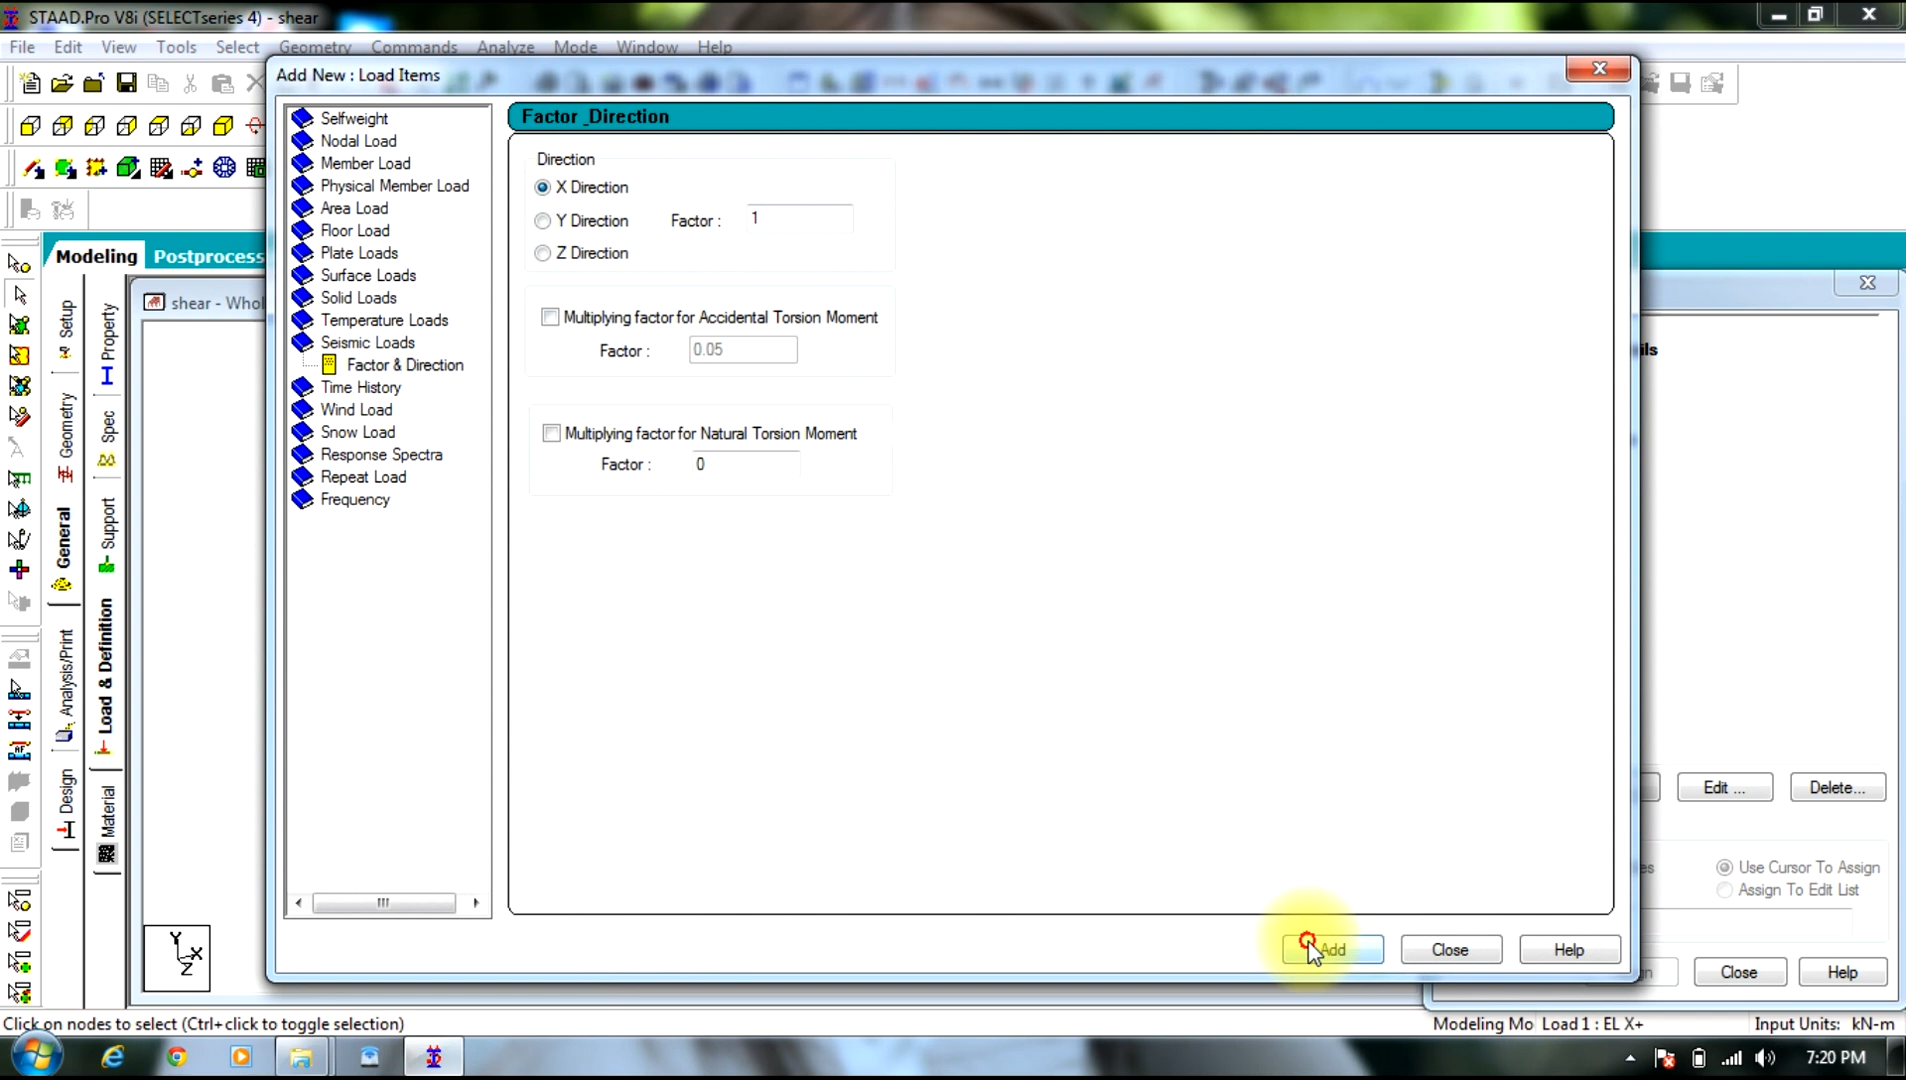 STAAD.Pro V8i (SELECTseries 4) - shear
File Edit View Tools Select Geometry Commands Analyze Mode Window Help
Add New : Load Items
Selfweight
Nodal Load
Member Load
Physical Member Load
Area Load
Floor Load
Plate Loads
Surface Loads
Solid Loads
Temperature Loads
Seismic Loads
Factor & Direction
Time History
Wind Load
Snow Load
Response Spectra
Repeat Load
Frequency
Factor _Direction
Direction
X Direction
Y Direction Factor : 1
Z Direction
Multiplying factor for Accidental Torsion Moment
Factor : 0.05
Multiplying factor for Natural Torsion Moment
Factor : 0
Add Close Help
Modeling Postprocess
shear - Whol
Setup
Geometry
General
Analysis/Print
Design
Property
Spec
Support
Load & Definition
Material
Y
X
Z
ils
Edit ... Delete...
es Use Cursor To Assign
Assign To Edit List
Close Help
Click on nodes to select (Ctrl+click to toggle selection)
Modeling Mo Load 1 : EL X+ Input Units: kN-m
7:20 PM